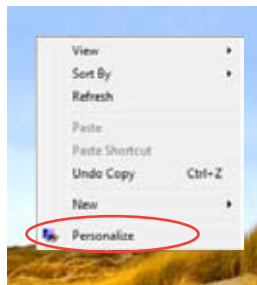 View
Sort By
Refresh
Paste
Paste Shortcut
Undo Copy Ctrl+Z
New
Personalize